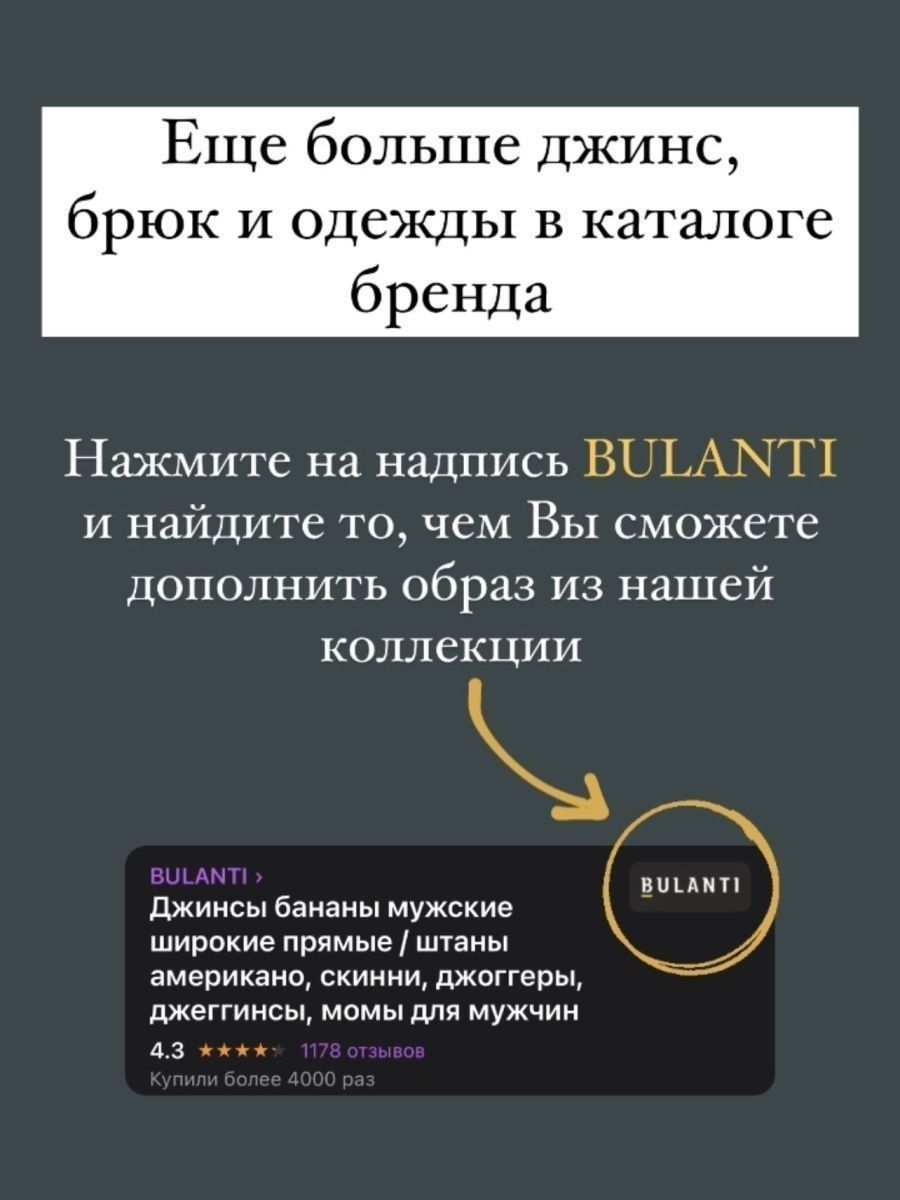 Еще больше джинс,
брюк и одежды в каталоге
бренда
Нажмите на надпись BULANTI
и найдите то, чем Вы сможете
дополнить образ из нашей
коллекции
BULANTI ›
BULANTI
Джинсы бананы мужские
широкие прямые / штаны
американо, скинни, джоггеры,
джеггинсы, момы для мужчин
4.3 ★★★★★ 1178 отзывов
Купили более 4000 раз